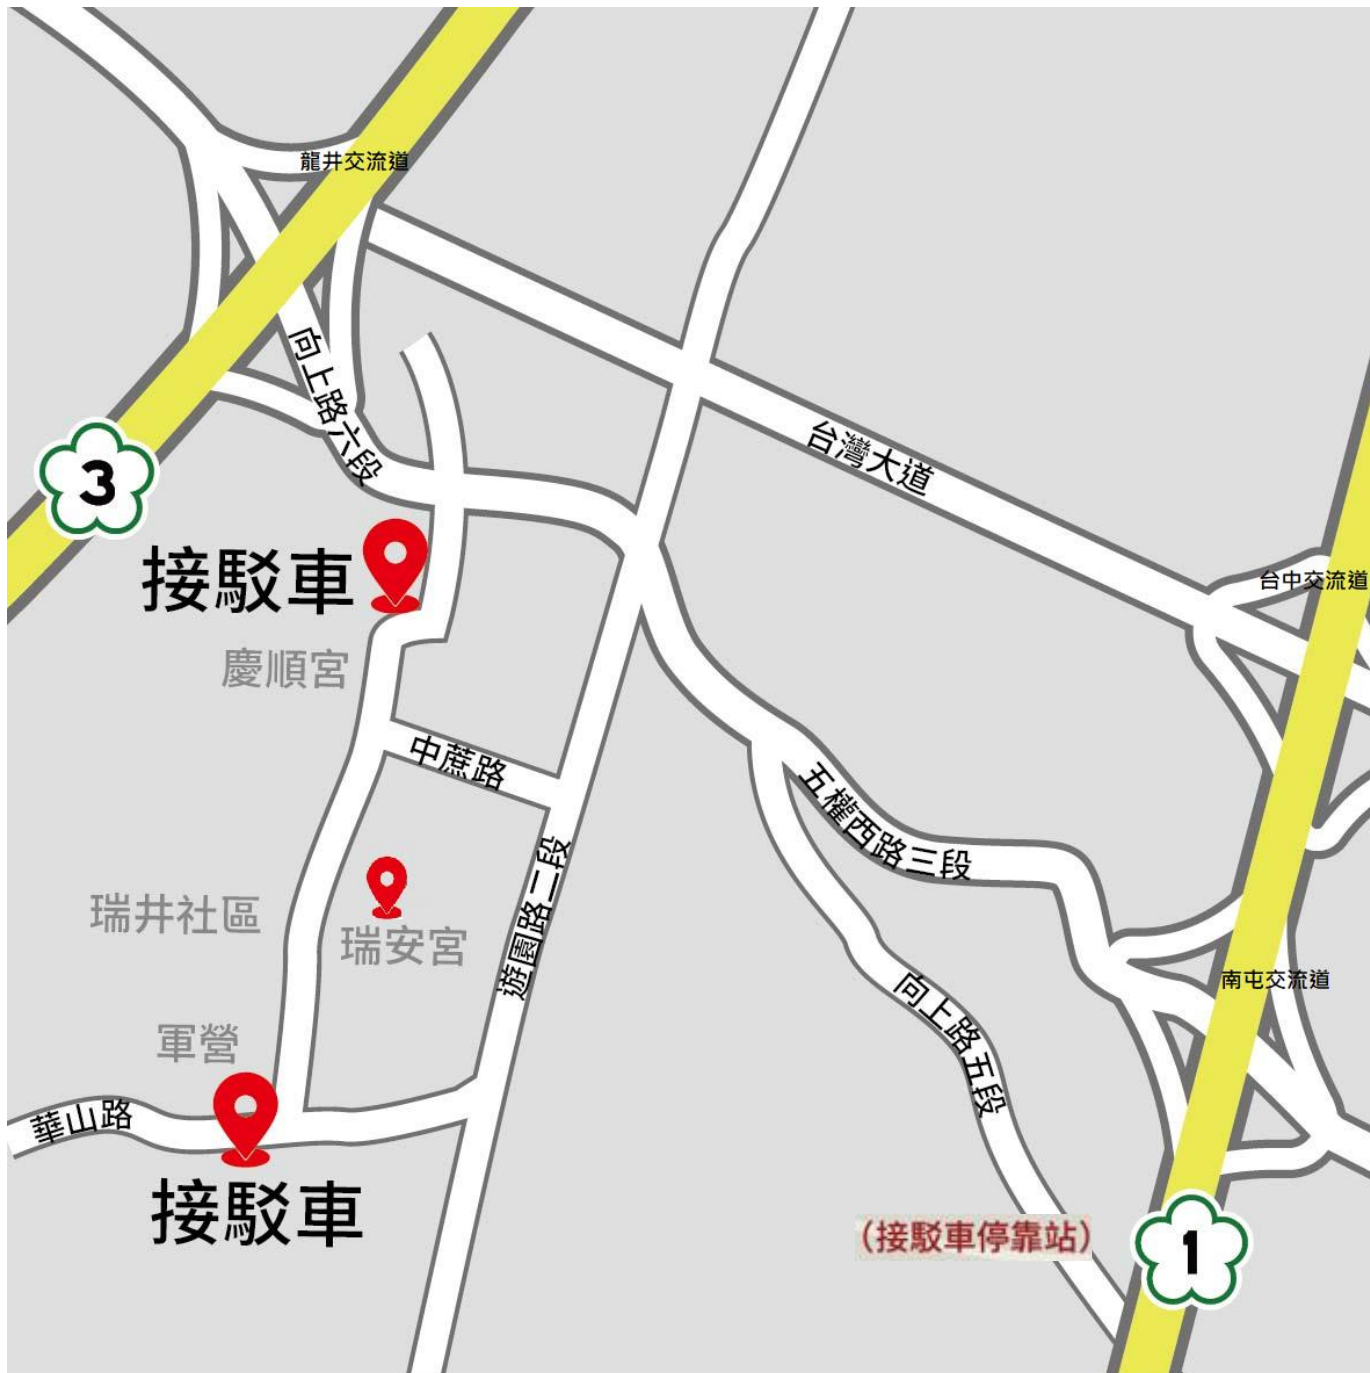 龍井交流道
向上路六段
台灣大道
3
接駁車
台中交流道
慶順宮
中蔗路
五權西路三段
遊園路二段
瑞井社區
瑞安宮
南屯交流道
向上路五段
軍營
華山路
接駁車
（接駁車停靠站）
1